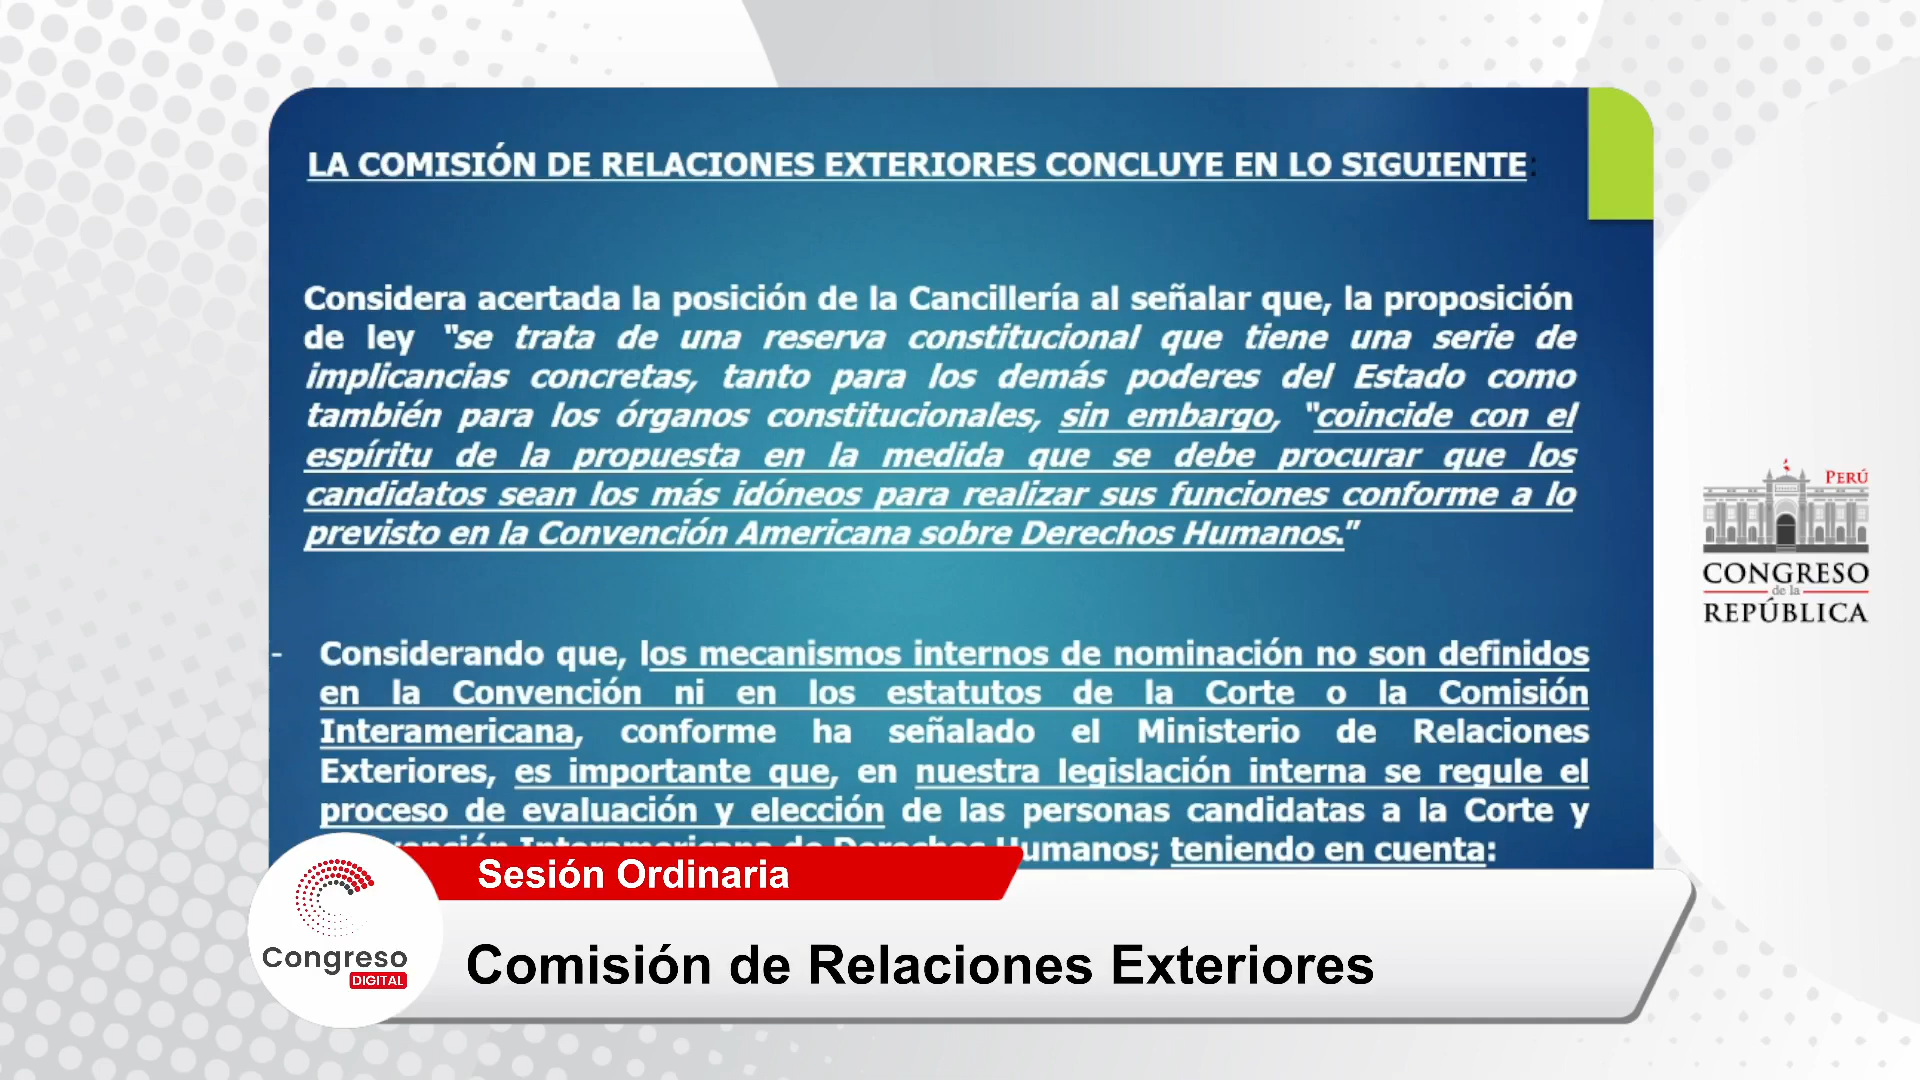 LA COMISIÓN DE RELACIONES EXTERIORES CONCLUYE EN LO SIGUIENTE:
Considera acertada la posición de la Cancillería al señalar que, la proposición
de ley “se trata de una reserva constitucional que tiene una serie de
implicancias concretas, tanto para los demás poderes del Estado como
también para los órganos constitucionales, sin embargo, “coincide con el
espíritu de la propuesta en la medida que se debe procurar que los
candidatos sean los más idóneos para realizar sus funciones conforme a lo
previsto en la Convención Americana sobre Derechos Humanos.”
- Considerando que, los mecanismos internos de nominación no son definidos
en la Convención ni en los estatutos de la Corte o la Comisión
Interamericana, conforme ha señalado el Ministerio de Relaciones
Exteriores, es importante que, en nuestra legislación interna se regule el
proceso de evaluación y elección de las personas candidatas a la Corte y
Interamericana de Derechos Humanos; teniendo en cuenta:
PERÚ
CONGRESO
de la
REPÚBLICA
Sesión Ordinaria
Congreso
DIGITAL
Comisión de Relaciones Exteriores